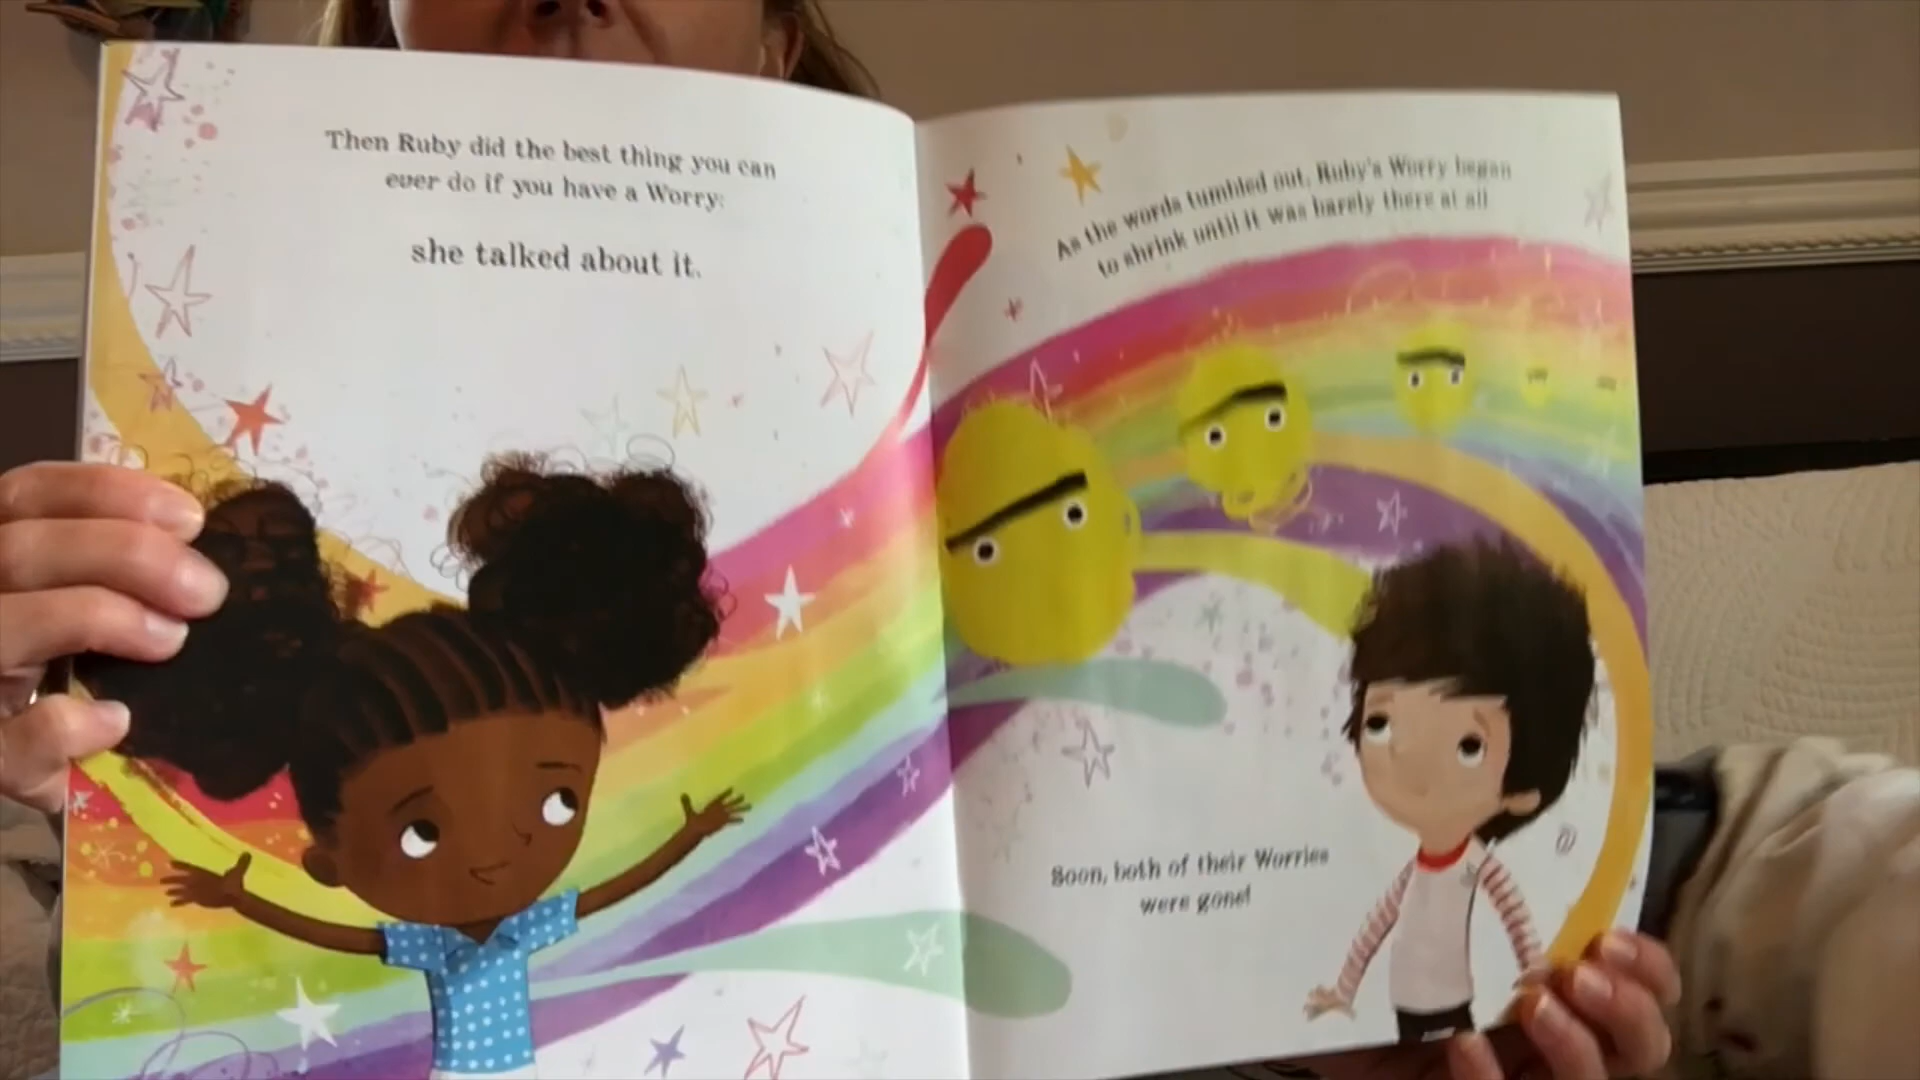 Then Ruby did the best thing you can
ever do if you have a Worry:
she talked about it.
As the words tumbled out, Ruby's Worry began
to shrink until it was barely there at all
Soon, both of their Worries
were gone!